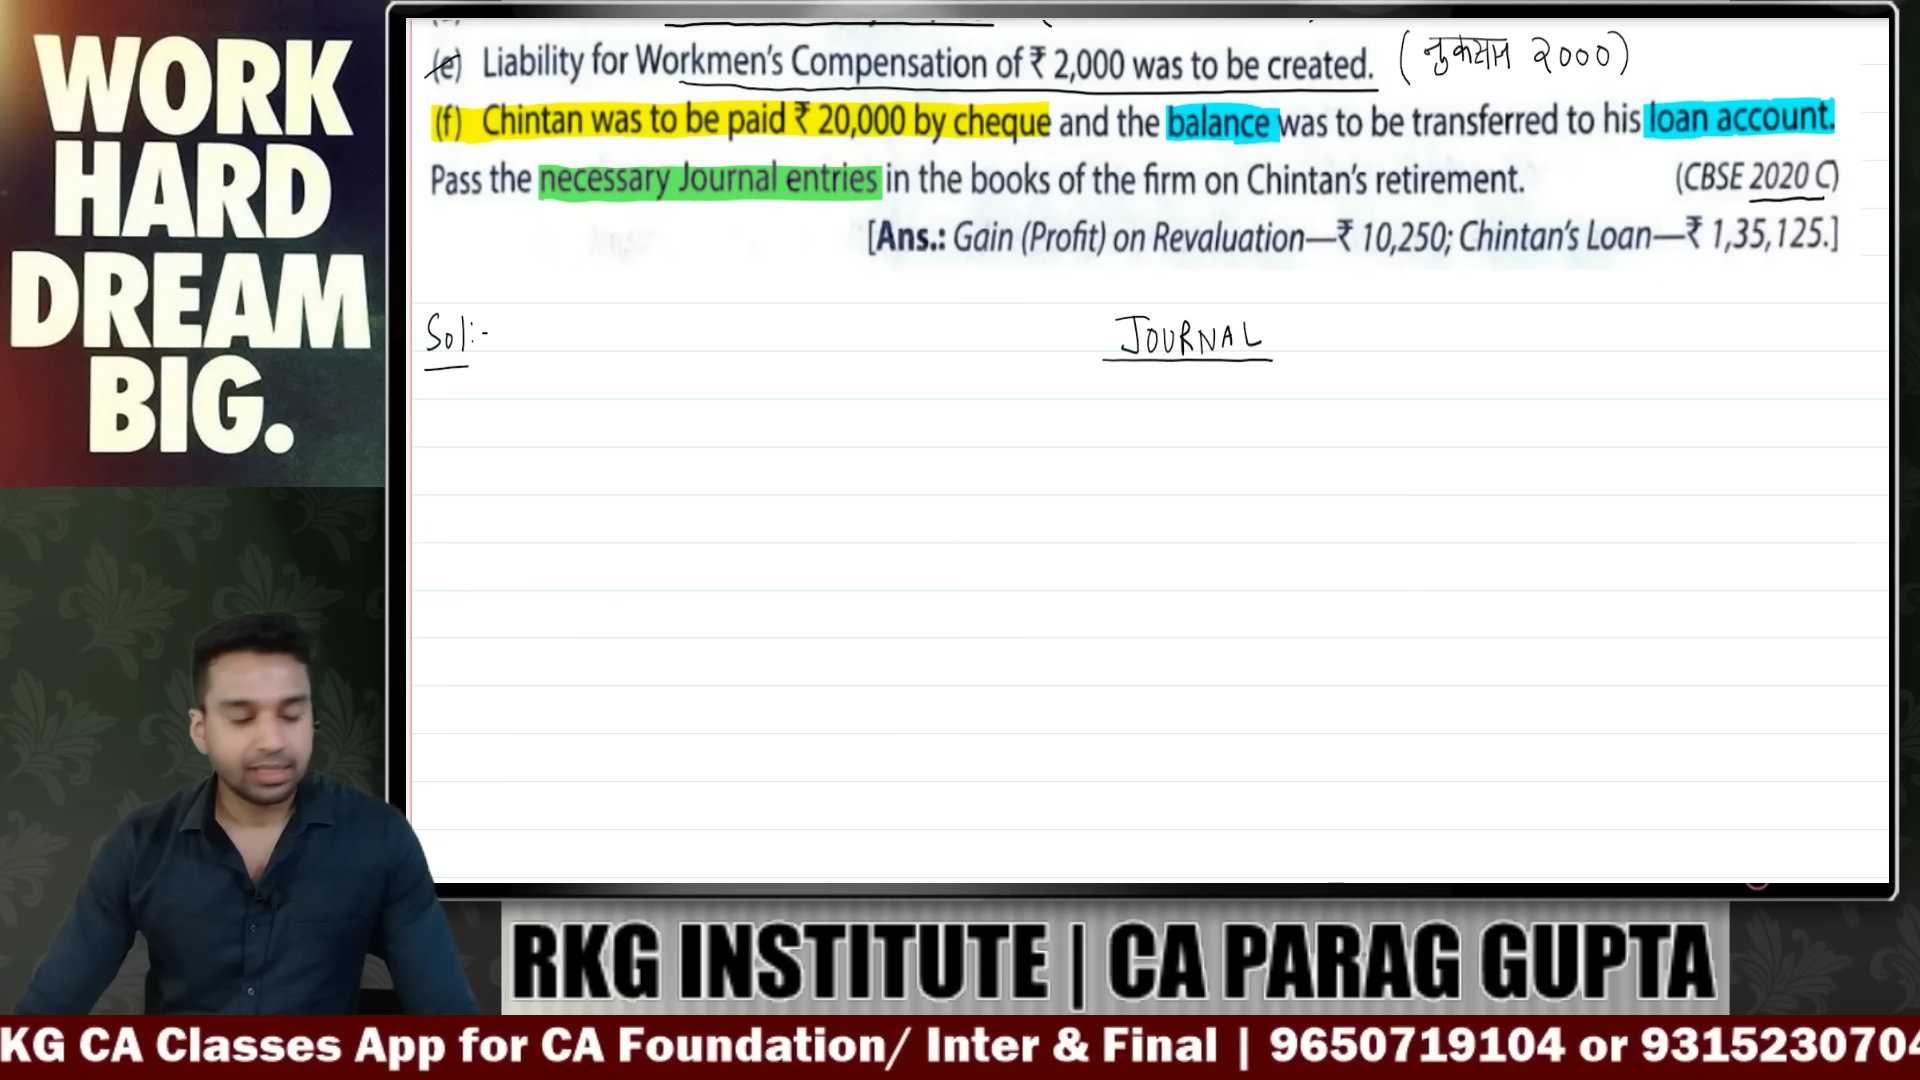 WORK
HARD
DREAM
BIG.
(e) Liability for Workmen's Compensation of ₹ 2,000 was to be created. (नुकसान 2000)
(f) Chintan was to be paid ₹ 20,000 by cheque and the balance was to be transferred to his loan account.
Pass the necessary Journal entries in the books of the firm on Chintan's retirement. (CBSE 2020 C)
[Ans.: Gain (Profit) on Revaluation—₹ 10,250; Chintan's Loan—₹ 1,35,125.]
Sol:-
JOURNAL
RKG INSTITUTE | CA PARAG GUPTA
KG CA Classes App for CA Foundation/ Inter & Final | 9650719104 or 931523070